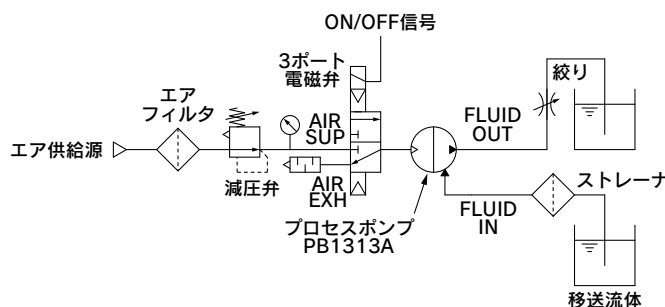 ON/OFF信号
3ポート
電磁弁
エア
フィルタ
エア供給源
減圧弁
AIR
SUP
AIR
EXH
プロセスポンプ
PB1313A
FLUID
OUT
FLUID
IN
絞り
ストレーナ
移送流体